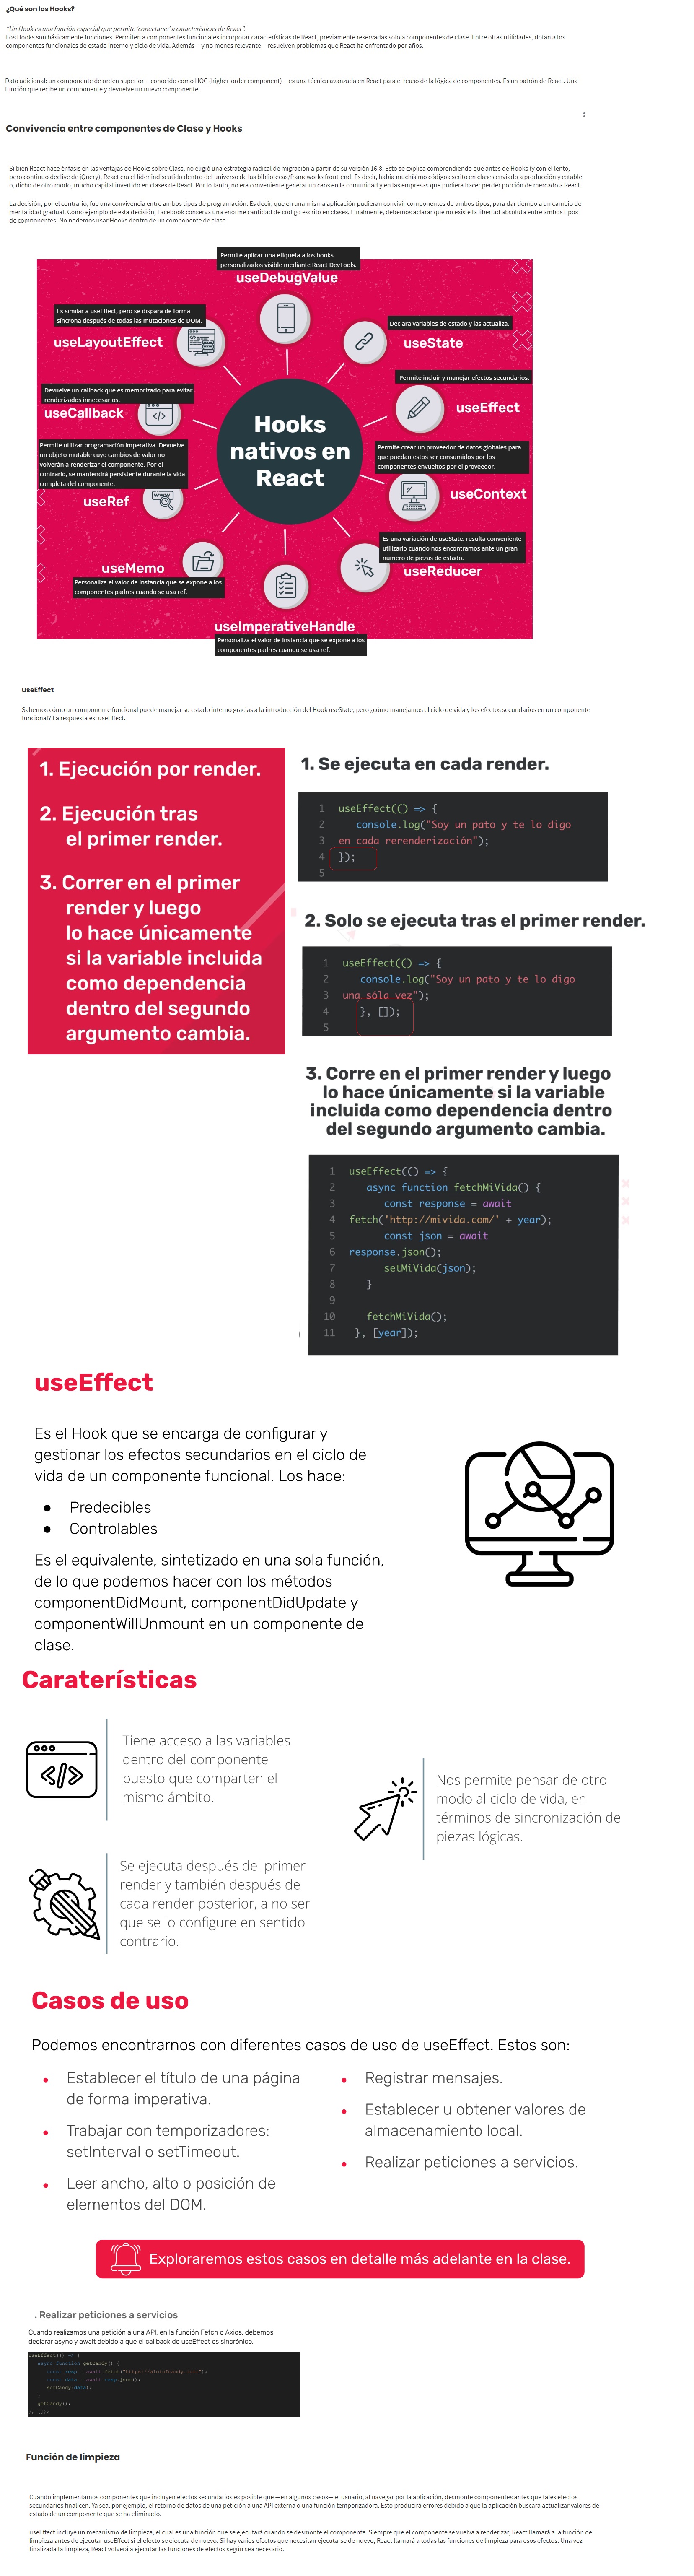 ¿Qué son los Hooks?
“Un Hook es una función especial que permite ‘conectarse’ a características de React”.
Los Hooks son básicamente funciones. Permiten a componentes funcionales incorporar características de React, previamente reservadas solo a componentes de clase. Entre otras utilidades, dotan a los
componentes funcionales de estado interno y ciclo de vida. Además —y no menos relevante— resuelven problemas que React ha enfrentado por años.
Dato adicional: un componente de orden superior —conocido como HOC (higher-order component)— es una técnica avanzada en React para el reuso de la lógica de componentes. Es un patrón de React. Una
función que recibe un componente y devuelve un nuevo componente.
Convivencia entre componentes de Clase y Hooks
Si bien React hace énfasis en las ventajas de Hooks sobre Class, no eligió una estrategia radical de migración a partir de su versión 16.8. Esto se explica comprendiendo que antes de Hooks (y con el lento,
pero continuo declive de jQuery), React era el líder indiscutido dentro del universo de las bibliotecas/frameworks front-end. Es decir, había muchísimo código escrito en clases enviado a producción y estable
o, dicho de otro modo, mucho capital invertido en clases de React. Por lo tanto, no era conveniente generar un caos en la comunidad y en las empresas que pudiera hacer perder porción de mercado a React.
La decisión, por el contrario, fue una convivencia entre ambos tipos de programación. Es decir, que en una misma aplicación pudieran convivir componentes de ambos tipos, para dar tiempo a un cambio de
mentalidad gradual. Como ejemplo de esta decisión, Facebook conserva una enorme cantidad de código escrito en clases. Finalmente, debemos aclarar que no existe la libertad absoluta entre ambos tipos
de componentes. No podemos usar Hooks dentro de un componente de clase
Permite aplicar una etiqueta a los hooks
personalizados visible mediante React DevTools.
useDebugValue
Es similar a useEffect, pero se dispara de forma
síncrona después de todas las mutaciones de DOM.
useLayoutEffect
Declara variables de estado y las actualiza.
useState
Devuelve un callback que es memorizado para evitar
renderizados innecesarios.
useCallback
Permite incluir y manejar efectos secundarios.
useEffect
Hooks
nativos en
React
Permite utilizar programación imperativa. Devuelve
un objeto mutable cuyo cambios de valor no
volverán a renderizar el componente. Por el
contrario, se mantendrá persistente durante la vida
completa del componente.
useRef
Permite crear un proveedor de datos globales para
que puedan estos ser consumidos por los
componentes envueltos por el proveedor.
useContext
Es una variación de useState, resulta conveniente
utilizarlo cuando nos encontramos ante un gran
número de piezas de estado.
useReducer
useMemo
Personaliza el valor de instancia que se expone a los
componentes padres cuando se usa ref.
useImperativeHandle
Personaliza el valor de instancia que se expone a los
componentes padres cuando se usa ref.
useEffect
Sabemos cómo un componente funcional puede manejar su estado interno gracias a la introducción del Hook useState, pero ¿cómo manejamos el ciclo de vida y los efectos secundarios en un componente
funcional? La respuesta es: useEffect.
1. Ejecución por render.
2. Ejecución tras
el primer render.
3. Correr en el primer
render y luego
lo hace únicamente
si la variable incluida
como dependencia
dentro del segundo
argumento cambia.
1. Se ejecuta en cada render.
1 useEffect(() => {
2 console.log("Soy un pato y te lo digo
3 en cada rerenderización");
4 });
5
2. Solo se ejecuta tras el primer render.
1 useEffect(() => {
2 console.log("Soy un pato y te lo digo
3 una sóla vez");
4 }, []);
5
3. Corre en el primer render y luego
lo hace únicamente si la variable
incluida como dependencia dentro
del segundo argumento cambia.
1 useEffect(() => {
2 async function fetchMiVida() {
3 const response = await
4 fetch('http://mivida.com/' + year);
5 const json = await
6 response.json();
7 setMiVida(json);
8 }
9
10 fetchMiVida();
11 }, [year]);
useEffect
Es el Hook que se encarga de configurar y
gestionar los efectos secundarios en el ciclo de
vida de un componente funcional. Los hace:
● Predecibles
● Controlables
Es el equivalente, sintetizado en una sola función,
de lo que podemos hacer con los métodos
componentDidMount, componentDidUpdate y
componentWillUnmount en un componente de
clase.
Caraterísticas
Tiene acceso a las variables
dentro del componente
puesto que comparten el
mismo ámbito.
Nos permite pensar de otro
modo al ciclo de vida, en
términos de sincronización de
piezas lógicas.
Se ejecuta después del primer
render y también después de
cada render posterior, a no ser
que se lo configure en sentido
contrario.
Casos de uso
Podemos encontrarnos con diferentes casos de uso de useEffect. Estos son:
● Establecer el título de una página
de forma imperativa.
● Trabajar con temporizadores:
setInterval o setTimeout.
● Leer ancho, alto o posición de
elementos del DOM.
● Registrar mensajes.
● Establecer u obtener valores de
almacenamiento local.
● Realizar peticiones a servicios.
Exploraremos estos casos en detalle más adelante en la clase.
. Realizar peticiones a servicios
Cuando realizamos una petición a una API, en la función Fetch o Axios, debemos
declarar async y await debido a que el callback de useEffect es sincrónico.
useEffect(() => {
async function getCandy() {
const resp = await
const data = await resp.json();
setCandy(data);
}
getCandy();
}, []);
Función de limpieza
Cuando implementamos componentes que incluyen efectos secundarios es posible que —en algunos casos— el usuario, al navegar por la aplicación, desmonte componentes antes que tales efectos
secundarios finalicen. Ya sea, por ejemplo, el retorno de datos de una petición a una API externa o una función temporizadora. Esto producirá errores debido a que la aplicación buscará actualizar valores de
estado de un componente que se ha eliminado.
useEffect incluye un mecanismo de limpieza, el cual es una función que se ejecutará cuando se desmonte el componente. Siempre que el componente se vuelva a renderizar, React llamará a la función de
limpieza antes de ejecutar useEffect si el efecto se ejecuta de nuevo. Si hay varios efectos que necesitan ejecutarse de nuevo, React llamará a todas las funciones de limpieza para esos efectos. Una vez
finalizada la limpieza, React volverá a ejecutar las funciones de efectos según sea necesario.